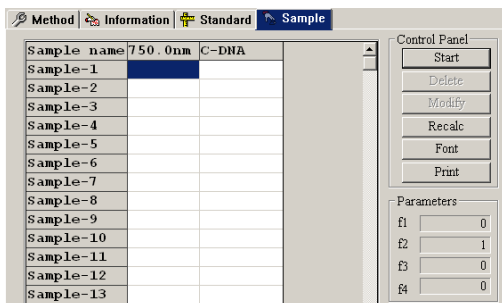 Method Information Standard Sample
Sample name 750.0nm C-DNA
Sample-1
Sample-2
Sample-3
Sample-4
Sample-5
Sample-6
Sample-7
Sample-8
Sample-9
Sample-10
Sample-11
Sample-12
Sample-13
Control Panel
Start
Delete
Modify
Recalc
Font
Print
Parameters
f1 0
f2 1
f3 0
f4 0